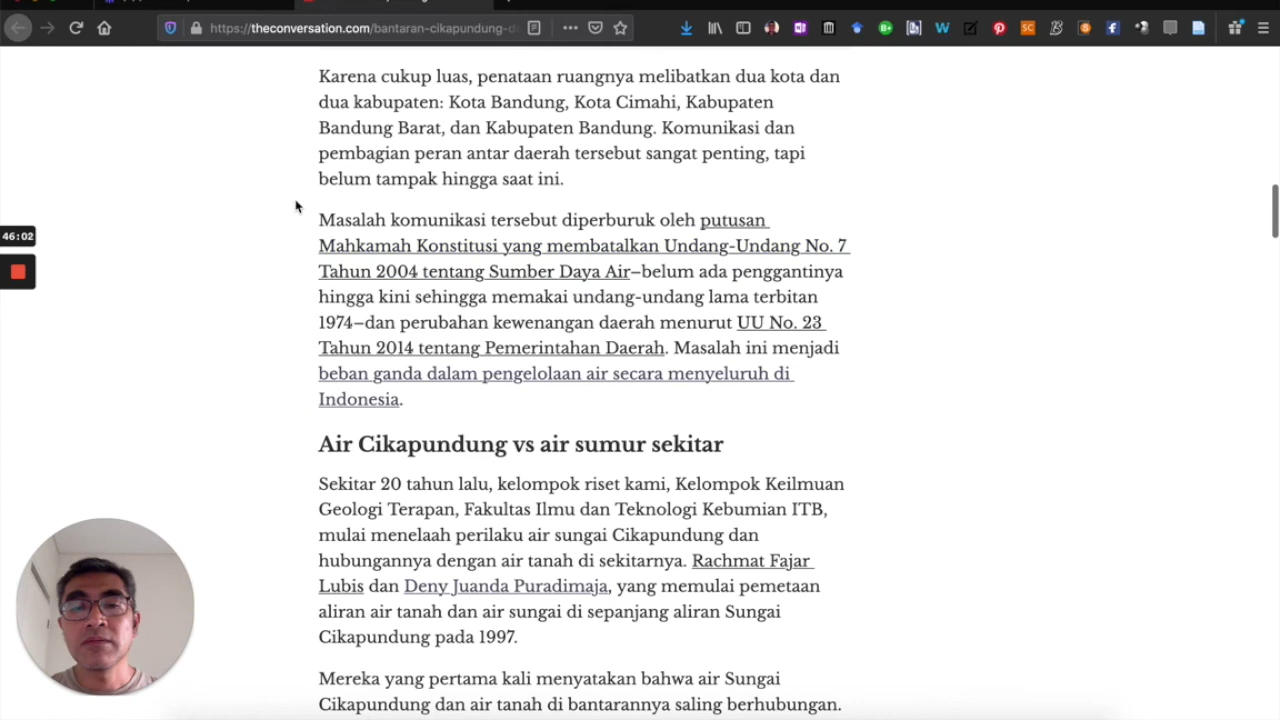 https://theconversation.com/bantaran-cikapundung-d
Karena cukup luas, penataan ruangnya melibatkan dua kota dan
dua kabupaten: Kota Bandung, Kota Cimahi, Kabupaten
Bandung Barat, dan Kabupaten Bandung. Komunikasi dan
pembagian peran antar daerah tersebut sangat penting, tapi
belum tampak hingga saat ini.
Masalah komunikasi tersebut diperburuk oleh putusan
Mahkamah Konstitusi yang membatalkan Undang-Undang No. 7
46:02
Tahun 2004 tentang Sumber Daya Air–belum ada penggantinya
hingga kini sehingga memakai undang-undang lama terbitan
1974–dan perubahan kewenangan daerah menurut UU No. 23
Tahun 2014 tentang Pemerintahan Daerah. Masalah ini menjadi
beban ganda dalam pengelolaan air secara menyeluruh di
Indonesia.
Air Cikapundung vs air sumur sekitar
Sekitar 20 tahun lalu, kelompok riset kami, Kelompok Keilmuan
Geologi Terapan, Fakultas Ilmu dan Teknologi Kebumian ITB,
mulai menelaah perilaku air sungai Cikapundung dan
hubungannya dengan air tanah di sekitarnya. Rachmat Fajar
Lubis dan Deny Juanda Puradimaja, yang memulai pemetaan
aliran air tanah dan air sungai di sepanjang aliran Sungai
Cikapundung pada 1997.
Mereka yang pertama kali menyatakan bahwa air Sungai
Cikapundung dan air tanah di bantarannya saling berhubungan.